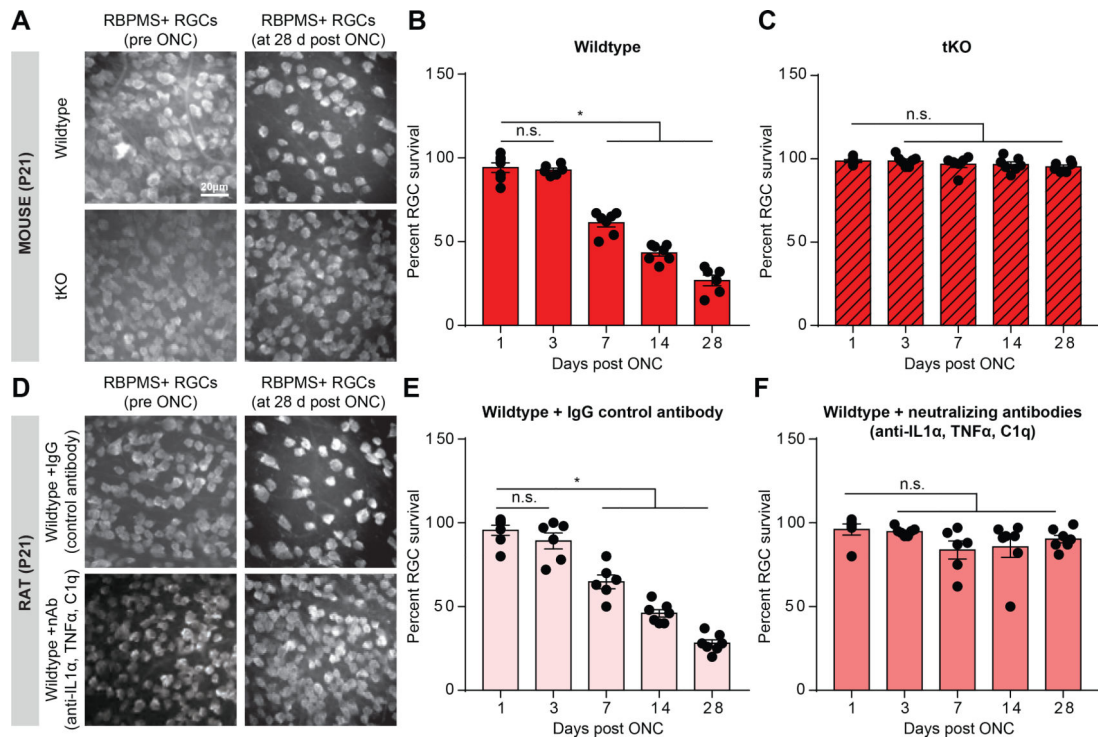 A
RBPMS+ RGCs
(pre ONC)
RBPMS+ RGCs
(at 28 d post ONC)
MOUSE (P21)
Wildtype
20μm
tKO
B
Wildtype
Percent RGC survival
150
100
50
0
n.s.
*
1 3 7 14 28
Days post ONC
C
tKO
Percent RGC survival
150
100
50
0
n.s.
1 3 7 14 28
Days post ONC
D
RBPMS+ RGCs
(pre ONC)
RBPMS+ RGCs
(at 28 d post ONC)
RAT (P21)
Wildtype +IgG
(control antibody)
Wildtype +nAb
(anti-IL1α, TNFα, C1q)
E
Wildtype + IgG control antibody
Percent RGC survival
150
100
50
0
n.s.
*
1 3 7 14 28
Days post ONC
F
Wildtype + neutralizing antibodies
(anti-IL1α, TNFα, C1q)
Percent RGC survival
150
100
50
0
n.s.
1 3 7 14 28
Days post ONC